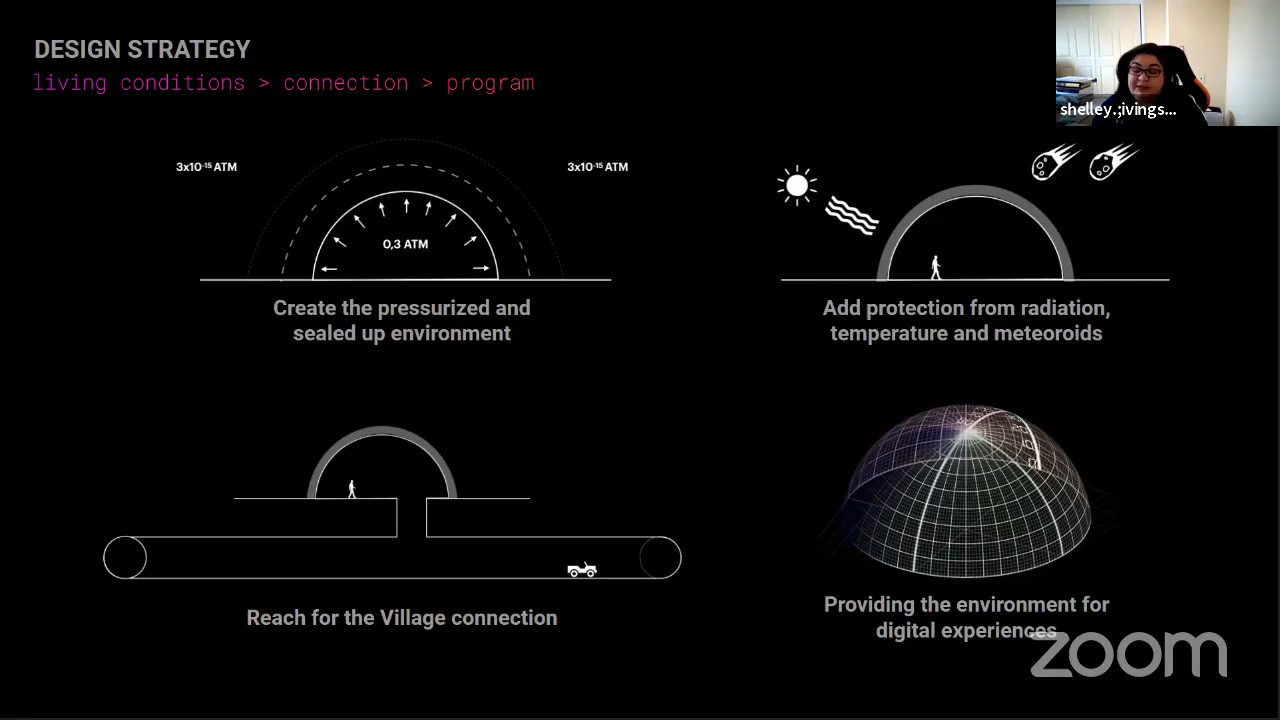 DESIGN STRATEGY
living conditions > connection > program
shelley.;ivings...
3x10⁻¹⁵ ATM
3x10⁻¹⁵ ATM
0,3 ATM
Create the pressurized and
sealed up environment
Add protection from radiation,
temperature and meteoroids
Reach for the Village connection
Providing the environment for
digital experiences
zoom